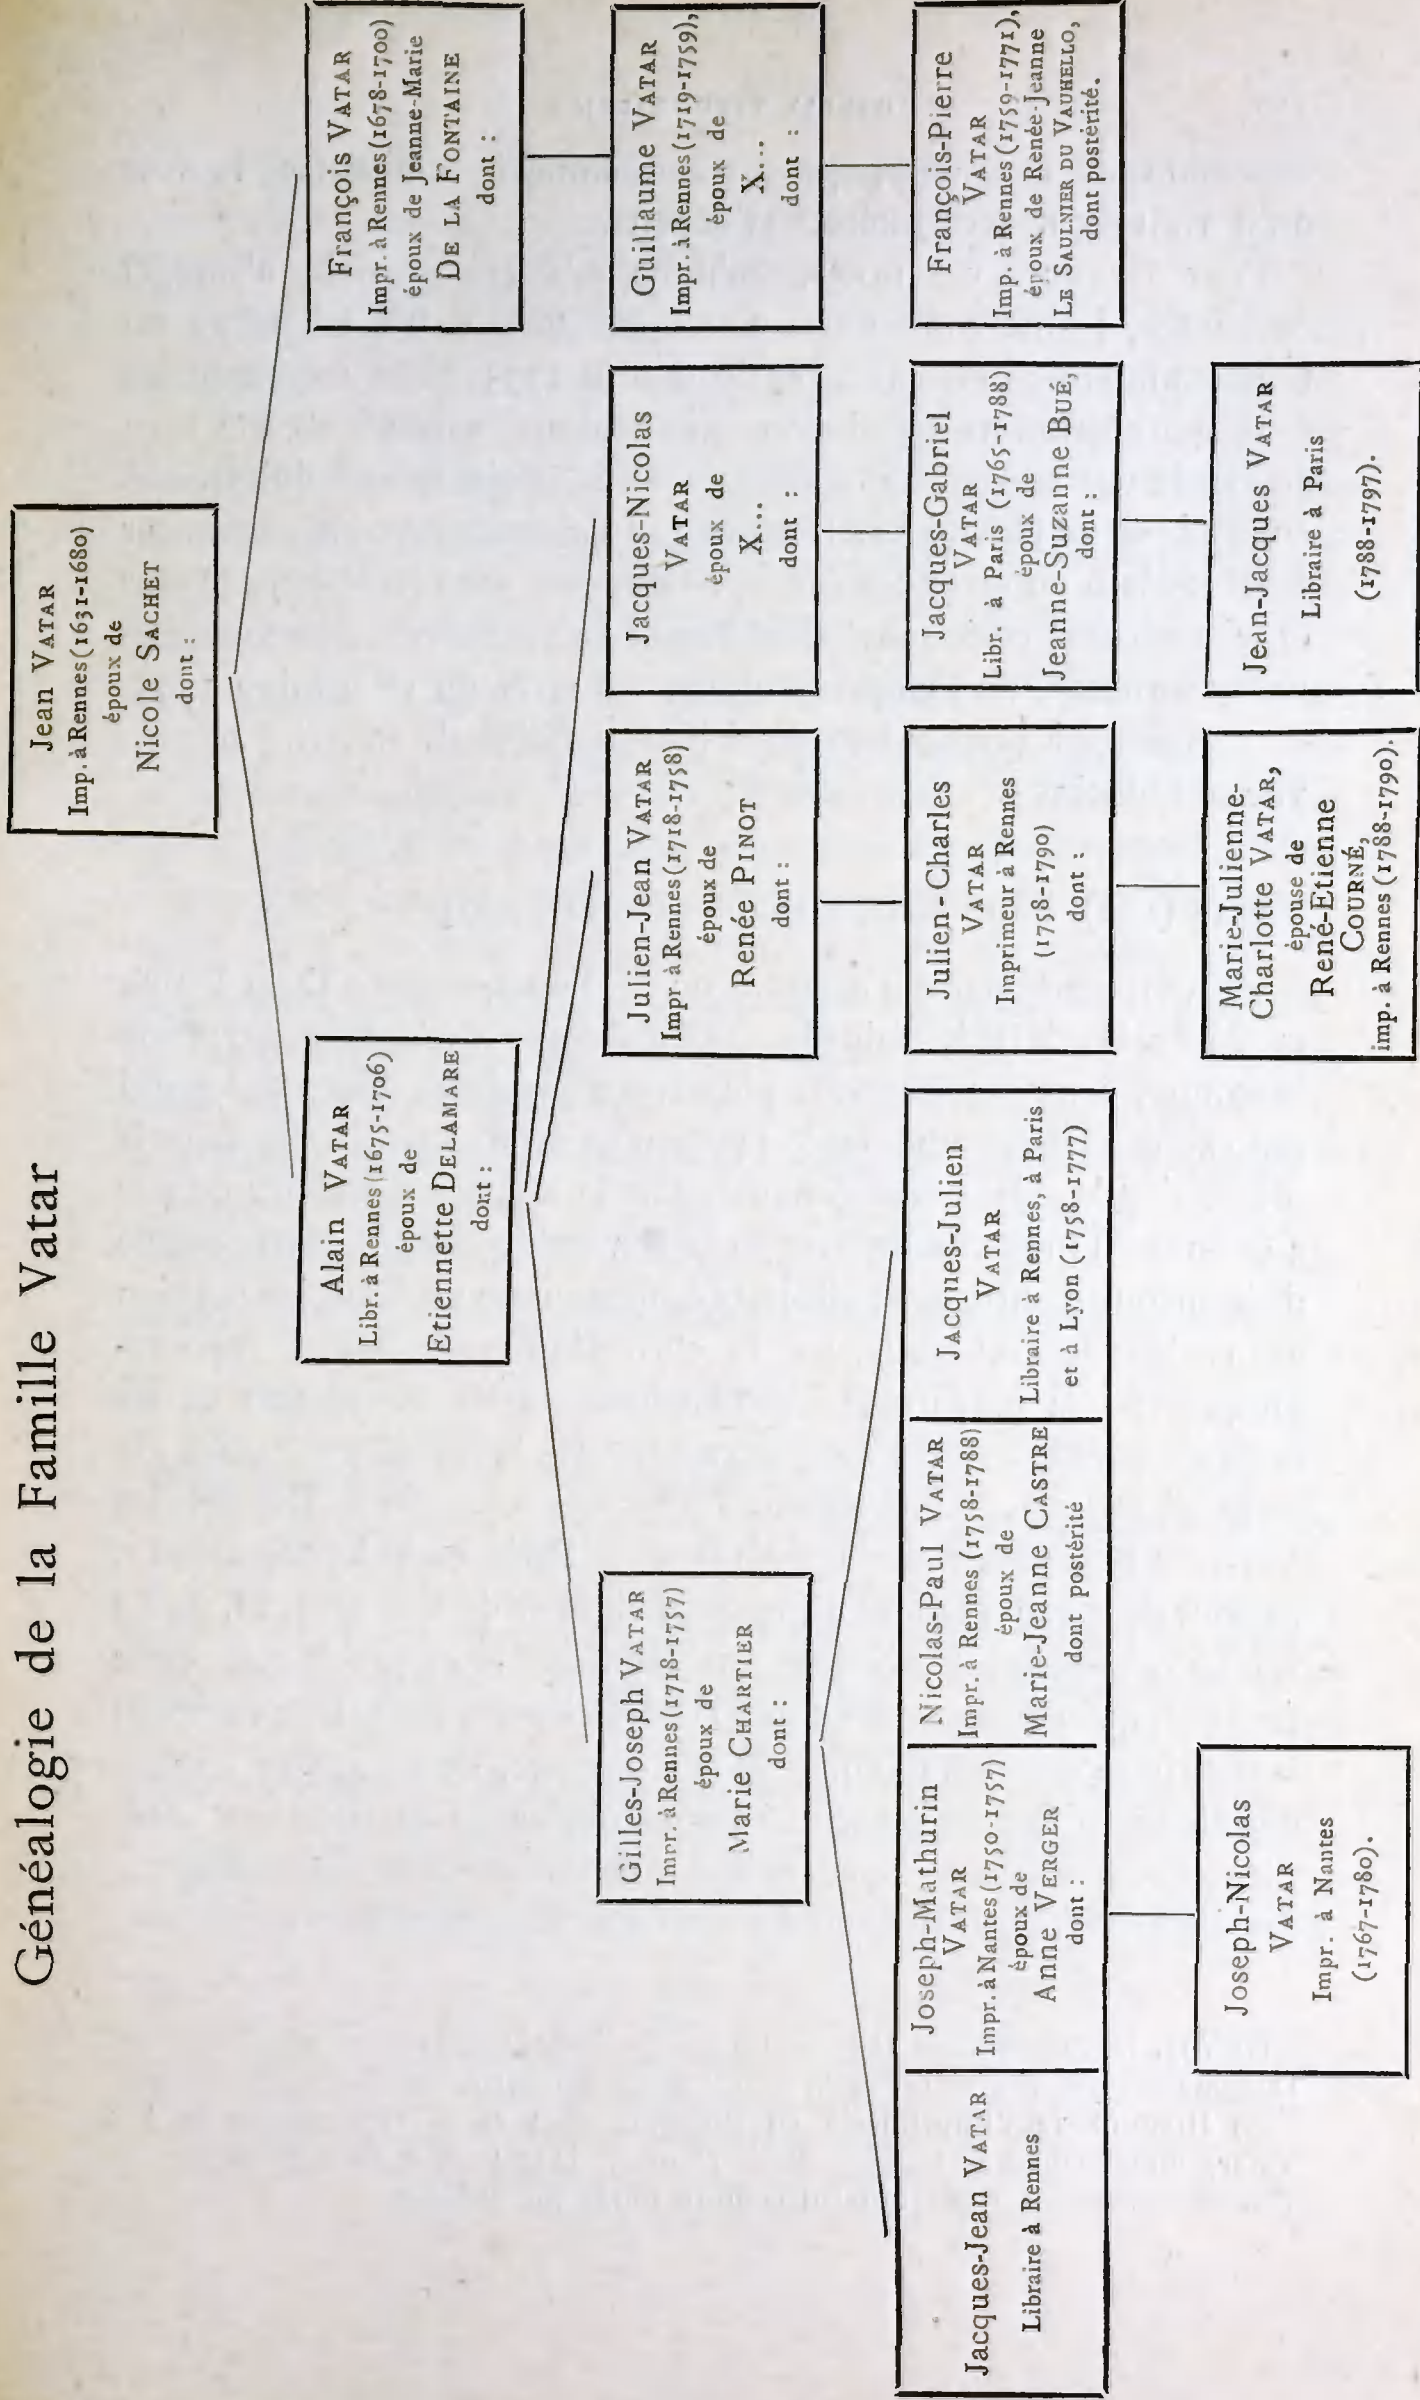 Généalogie de la Famille Vatar
Jean VATAR
Imp. à Rennes (1631-1680)
époux de
Nicole SACHET
dont :
Alain VATAR
Libr. à Rennes (1675-1706)
époux de
Etiennette DELAMARE
dont :
François VATAR
Impr. à Rennes (1678-1700)
époux de Jeanne-Marie
DE LA FONTAINE
dont :
Gilles-Joseph VATAR
Impr. à Rennes (1718-1757)
époux de
Marie CHARTIER
dont :
Julien-Jean VATAR
Impr. à Rennes (1718-1758)
époux de
Renée PINOT
dont :
Jacques-Nicolas
VATAR
époux de
X...
dont :
Guillaume VATAR
Impr. à Rennes (1719-1759),
époux de
X...
dont :
Jacques-Jean VATAR
Libraire à Rennes
Joseph-Mathurin
VATAR
Impr. à Nantes (1750-1757)
époux de
Anne VERGER
dont :
Nicolas-Paul VATAR
Impr. à Rennes (1758-1788)
époux de
Marie-Jeanne CASTRE
dont postérité
JACQUES-Julien
VATAR
Libraire à Rennes, à Paris
et à Lyon (1758-1777)
Julien-Charles
VATAR
Imprimeur à Rennes
(1758-1790)
dont :
Jacques-Gabriel
VATAR
Libr. à Paris (1765-1788)
époux de
Jeanne-Suzanne BUÉ,
dont :
François-Pierre
VATAR
Imp. à Rennes (1759-1771),
époux de Renée-Jeanne
LE SAULNIER DU VAUHELLO,
dont postérité.
Joseph-Nicolas
VATAR
Impr. à Nantes
(1767-1780).
Marie-Julienne-
Charlotte VATAR,
épouse de
René-Etienne
COURNÉ,
imp. à Rennes (1788-1790).
Jean-Jacques VATAR
Libraire à Paris
(1788-1797).